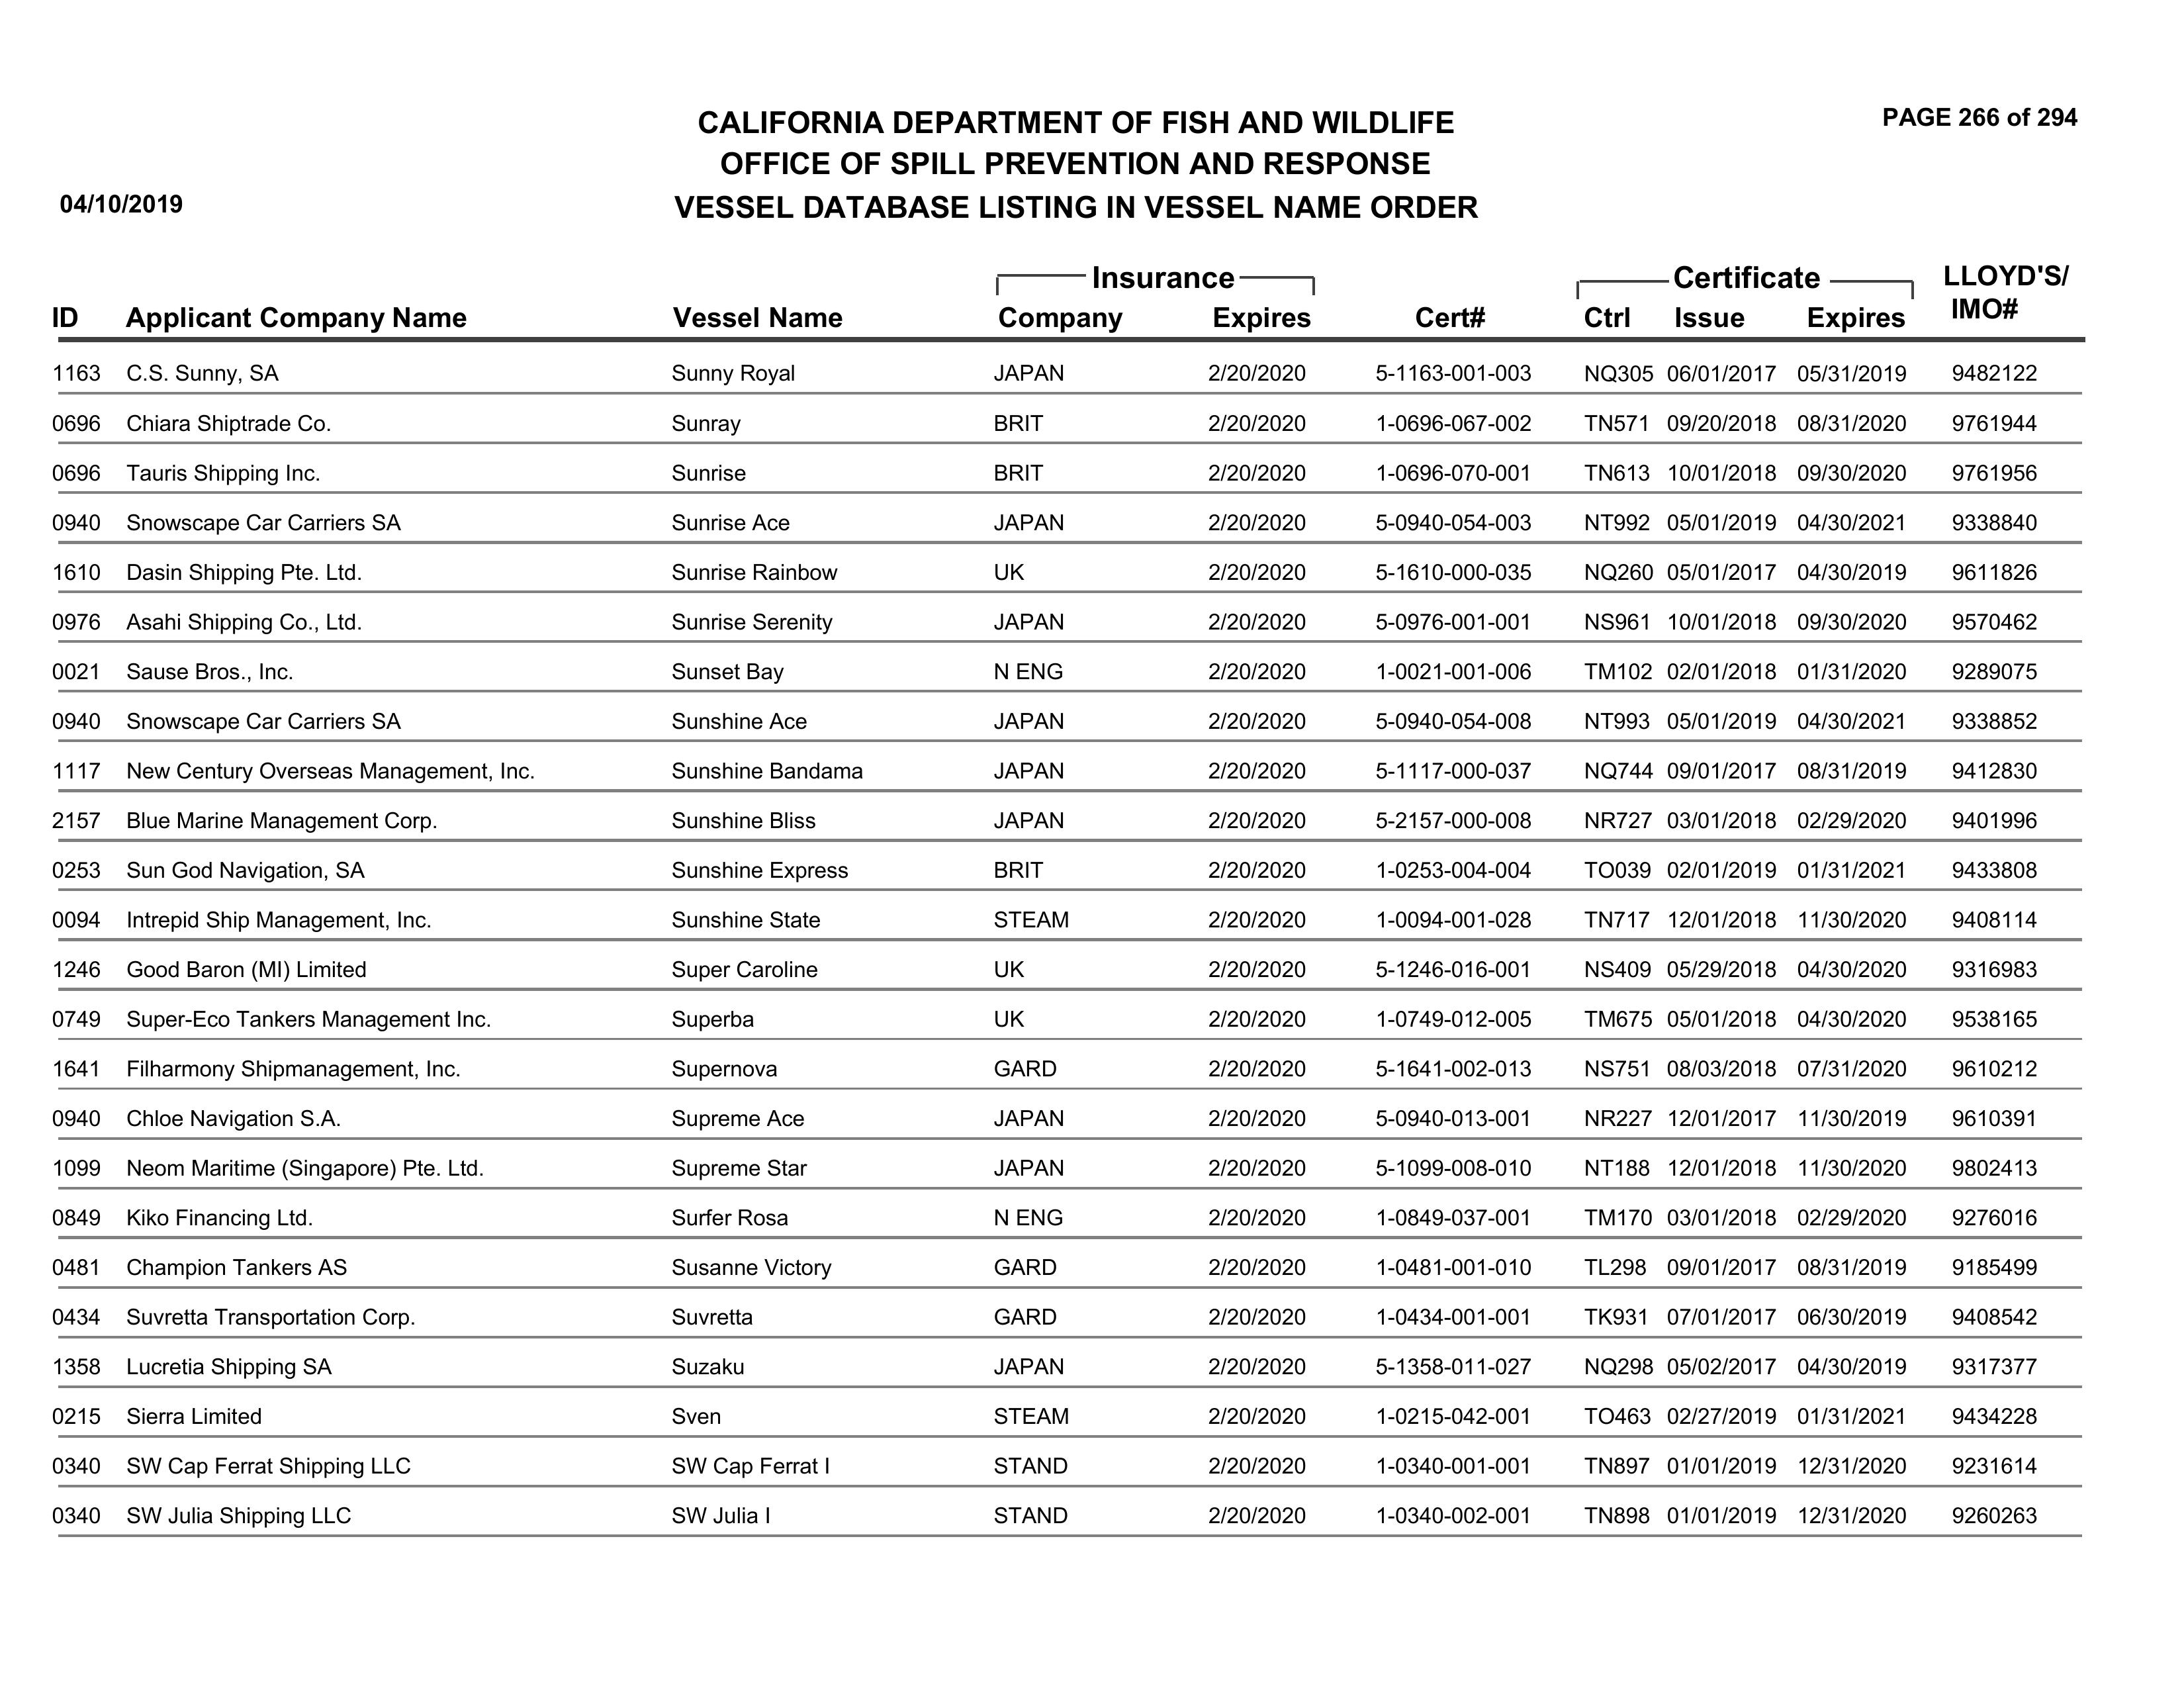 PAGE 266 of 294
CALIFORNIA DEPARTMENT OF FISH AND WILDLIFE
OFFICE OF SPILL PREVENTION AND RESPONSE
04/10/2019 VESSEL DATABASE LISTING IN VESSEL NAME ORDER
Insurance Certificate LLOYD'S/
ID Applicant Company Name Vessel Name Company Expires Cert# Ctrl Issue Expires IMO#
1163 C.S. Sunny, SA Sunny Royal JAPAN 2/20/2020 5-1163-001-003 NQ305 06/01/2017 05/31/2019 9482122
0696 Chiara Shiptrade Co. Sunray BRIT 2/20/2020 1-0696-067-002 TN571 09/20/2018 08/31/2020 9761944
0696 Tauris Shipping Inc. Sunrise BRIT 2/20/2020 1-0696-070-001 TN613 10/01/2018 09/30/2020 9761956
0940 Snowscape Car Carriers SA Sunrise Ace JAPAN 2/20/2020 5-0940-054-003 NT992 05/01/2019 04/30/2021 9338840
1610 Dasin Shipping Pte. Ltd. Sunrise Rainbow UK 2/20/2020 5-1610-000-035 NQ260 05/01/2017 04/30/2019 9611826
0976 Asahi Shipping Co., Ltd. Sunrise Serenity JAPAN 2/20/2020 5-0976-001-001 NS961 10/01/2018 09/30/2020 9570462
0021 Sause Bros., Inc. Sunset Bay N ENG 2/20/2020 1-0021-001-006 TM102 02/01/2018 01/31/2020 9289075
0940 Snowscape Car Carriers SA Sunshine Ace JAPAN 2/20/2020 5-0940-054-008 NT993 05/01/2019 04/30/2021 9338852
1117 New Century Overseas Management, Inc. Sunshine Bandama JAPAN 2/20/2020 5-1117-000-037 NQ744 09/01/2017 08/31/2019 9412830
2157 Blue Marine Management Corp. Sunshine Bliss JAPAN 2/20/2020 5-2157-000-008 NR727 03/01/2018 02/29/2020 9401996
0253 Sun God Navigation, SA Sunshine Express BRIT 2/20/2020 1-0253-004-004 TO039 02/01/2019 01/31/2021 9433808
0094 Intrepid Ship Management, Inc. Sunshine State STEAM 2/20/2020 1-0094-001-028 TN717 12/01/2018 11/30/2020 9408114
1246 Good Baron (MI) Limited Super Caroline UK 2/20/2020 5-1246-016-001 NS409 05/29/2018 04/30/2020 9316983
0749 Super-Eco Tankers Management Inc. Superba UK 2/20/2020 1-0749-012-005 TM675 05/01/2018 04/30/2020 9538165
1641 Filharmony Shipmanagement, Inc. Supernova GARD 2/20/2020 5-1641-002-013 NS751 08/03/2018 07/31/2020 9610212
0940 Chloe Navigation S.A. Supreme Ace JAPAN 2/20/2020 5-0940-013-001 NR227 12/01/2017 11/30/2019 9610391
1099 Neom Maritime (Singapore) Pte. Ltd. Supreme Star JAPAN 2/20/2020 5-1099-008-010 NT188 12/01/2018 11/30/2020 9802413
0849 Kiko Financing Ltd. Surfer Rosa N ENG 2/20/2020 1-0849-037-001 TM170 03/01/2018 02/29/2020 9276016
0481 Champion Tankers AS Susanne Victory GARD 2/20/2020 1-0481-001-010 TL298 09/01/2017 08/31/2019 9185499
0434 Suvretta Transportation Corp. Suvretta GARD 2/20/2020 1-0434-001-001 TK931 07/01/2017 06/30/2019 9408542
1358 Lucretia Shipping SA Suzaku JAPAN 2/20/2020 5-1358-011-027 NQ298 05/02/2017 04/30/2019 9317377
0215 Sierra Limited Sven STEAM 2/20/2020 1-0215-042-001 TO463 02/27/2019 01/31/2021 9434228
0340 SW Cap Ferrat Shipping LLC SW Cap Ferrat I STAND 2/20/2020 1-0340-001-001 TN897 01/01/2019 12/31/2020 9231614
0340 SW Julia Shipping LLC SW Julia I STAND 2/20/2020 1-0340-002-001 TN898 01/01/2019 12/31/2020 9260263